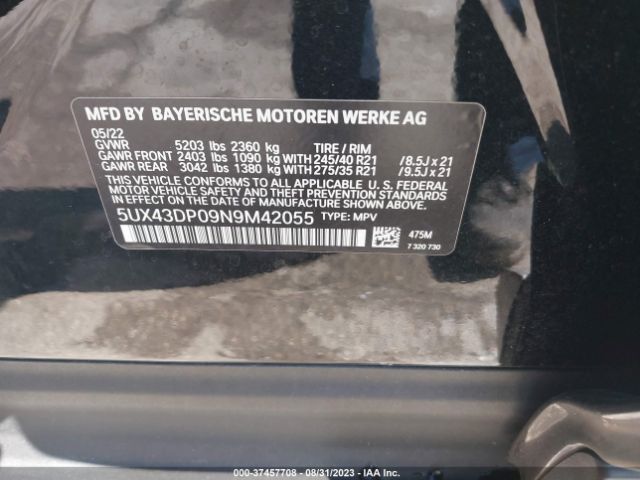 MFD BY BAYERISCHE MOTOREN WERKE AG
05/22
GVWR 5203 lbs 2360 kg TIRE / RIM
GAWR FRONT 2403 lbs 1090 kg WITH 245/40 R21 /8.5J x 21
GAWR REAR 3042 lbs 1380 kg WITH 275/35 R21 /9.5J x 21
THIS VEHICLE CONFORMS TO ALL APPLICABLE U. S. FEDERAL
MOTOR VEHICLE SAFETY AND THEFT PREVENTION STANDARDS
IN EFFECT ON THE DATE OF MANUFACTURE SHOWN ABOVE.
5UX43DP09N9M42055 TYPE: MPV
475M
7 320 730
000-37457708 - 08/31/2023 - COPYRIGHT IAA, LLC.